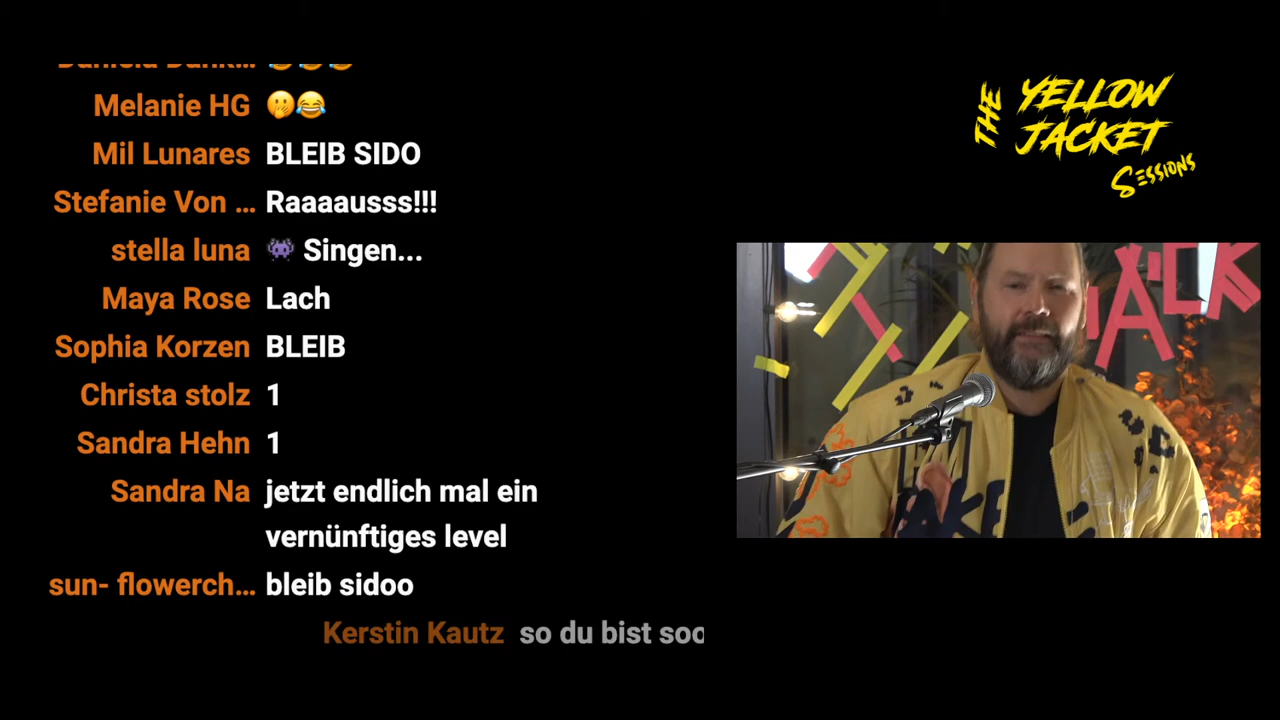 Melanie HG 🤭😂
Mil Lunares BLEIB SIDO
Stefanie Von ... Raaaausss!!!
stella luna 👾 Singen...
Maya Rose Lach
Sophia Korzen BLEIB
Christa stolz 1
Sandra Hehn 1
Sandra Na jetzt endlich mal ein
vernünftiges level
sun- flowerch... bleib sidoo
Kerstin Kautz so du bist soo
THE YELLOW
JACKET
SESSIONS